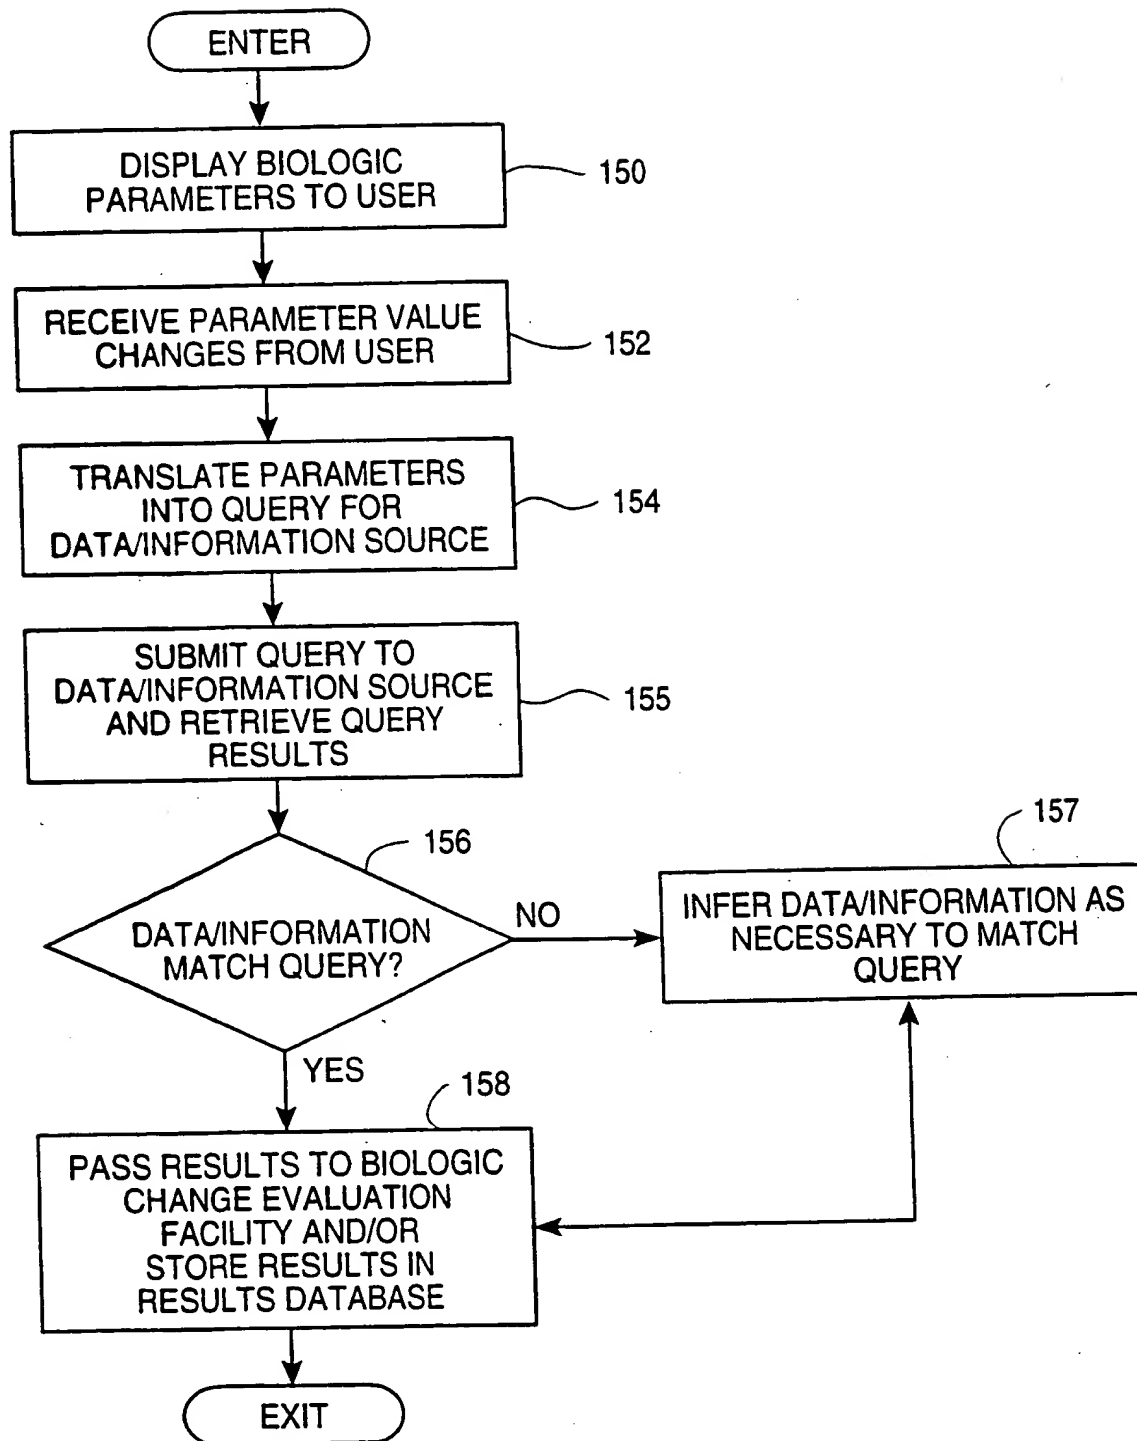 ENTER
DISPLAY BIOLOGIC
PARAMETERS TO USER
150
RECEIVE PARAMETER VALUE
CHANGES FROM USER
152
TRANSLATE PARAMETERS
INTO QUERY FOR
DATA/INFORMATION SOURCE
154
SUBMIT QUERY TO
DATA/INFORMATION SOURCE
AND RETRIEVE QUERY
RESULTS
155
156
DATA/INFORMATION
MATCH QUERY?
NO
157
INFER DATA/INFORMATION AS
NECESSARY TO MATCH
QUERY
YES
158
PASS RESULTS TO BIOLOGIC
CHANGE EVALUATION
FACILITY AND/OR
STORE RESULTS IN
RESULTS DATABASE
EXIT